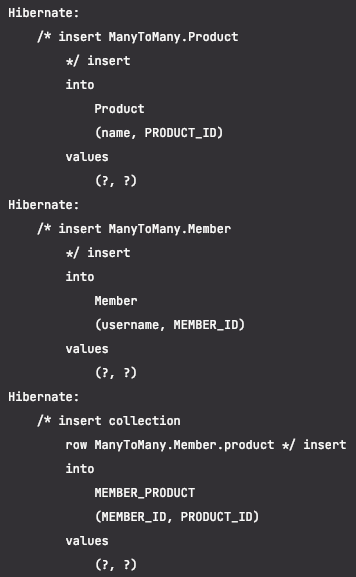 Hibernate:
    /* insert ManyToMany.Product
        */ insert
        into
            Product
            (name, PRODUCT_ID)
        values
            (?, ?)
Hibernate:
    /* insert ManyToMany.Member
        */ insert
        into
            Member
            (username, MEMBER_ID)
        values
            (?, ?)
Hibernate:
    /* insert collection
        row ManyToMany.Member.product */ insert
        into
            MEMBER_PRODUCT
            (MEMBER_ID, PRODUCT_ID)
        values
            (?, ?)